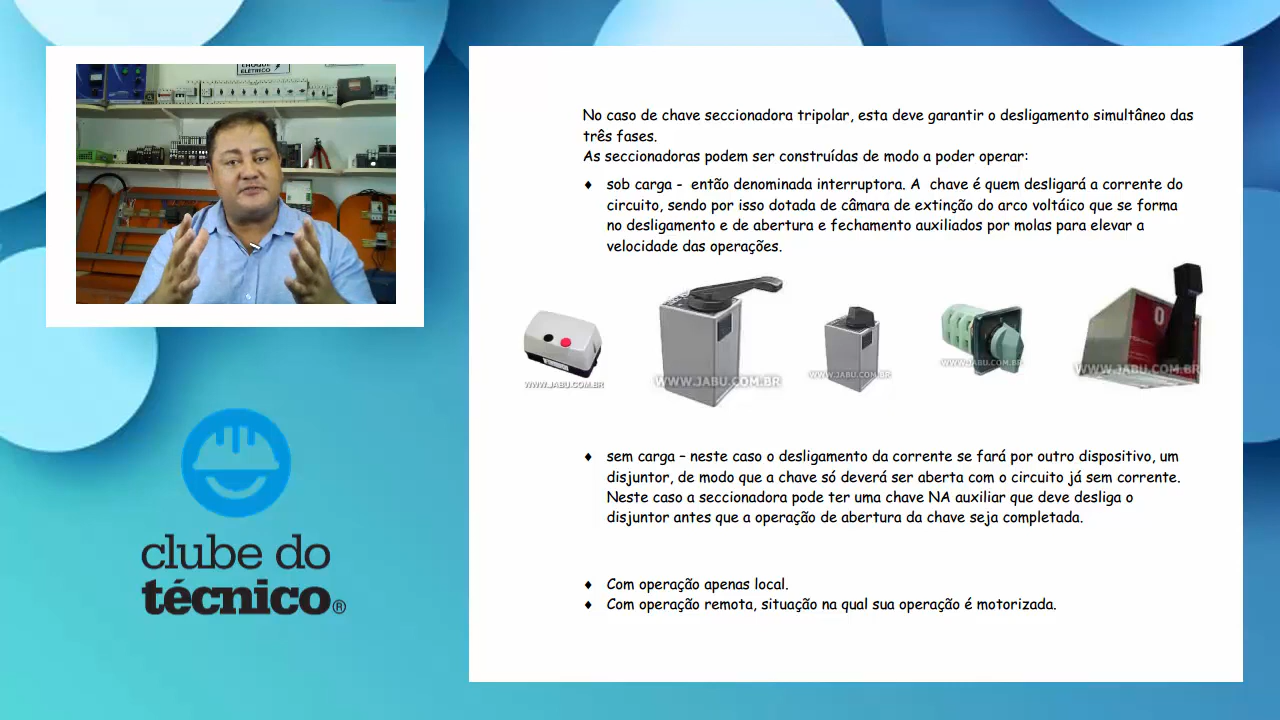 CHOQUE
ELÉTRICO
No caso de chave seccionadora tripolar, esta deve garantir o desligamento simultâneo das
três fases.
As seccionadoras podem ser construídas de modo a poder operar:
♦ sob carga - então denominada interruptora. A chave é quem desligará a corrente do
circuito, sendo por isso dotada de câmara de extinção do arco voltáico que se forma
no desligamento e de abertura e fechamento auxiliados por molas para elevar a
velocidade das operações.
WWW.JABU.COM.BR
WWW.JABU.COM.BR
WWW.JABU.COM.BR
WWW.JABU.COM.BR
0
WWW.JABU.COM.BR
♦ sem carga – neste caso o desligamento da corrente se fará por outro dispositivo, um
disjuntor, de modo que a chave só deverá ser aberta com o circuito já sem corrente.
Neste caso a seccionadora pode ter uma chave NA auxiliar que deve desliga o
disjuntor antes que a operação de abertura da chave seja completada.
♦ Com operação apenas local.
♦ Com operação remota, situação na qual sua operação é motorizada.
clube do
técnico®